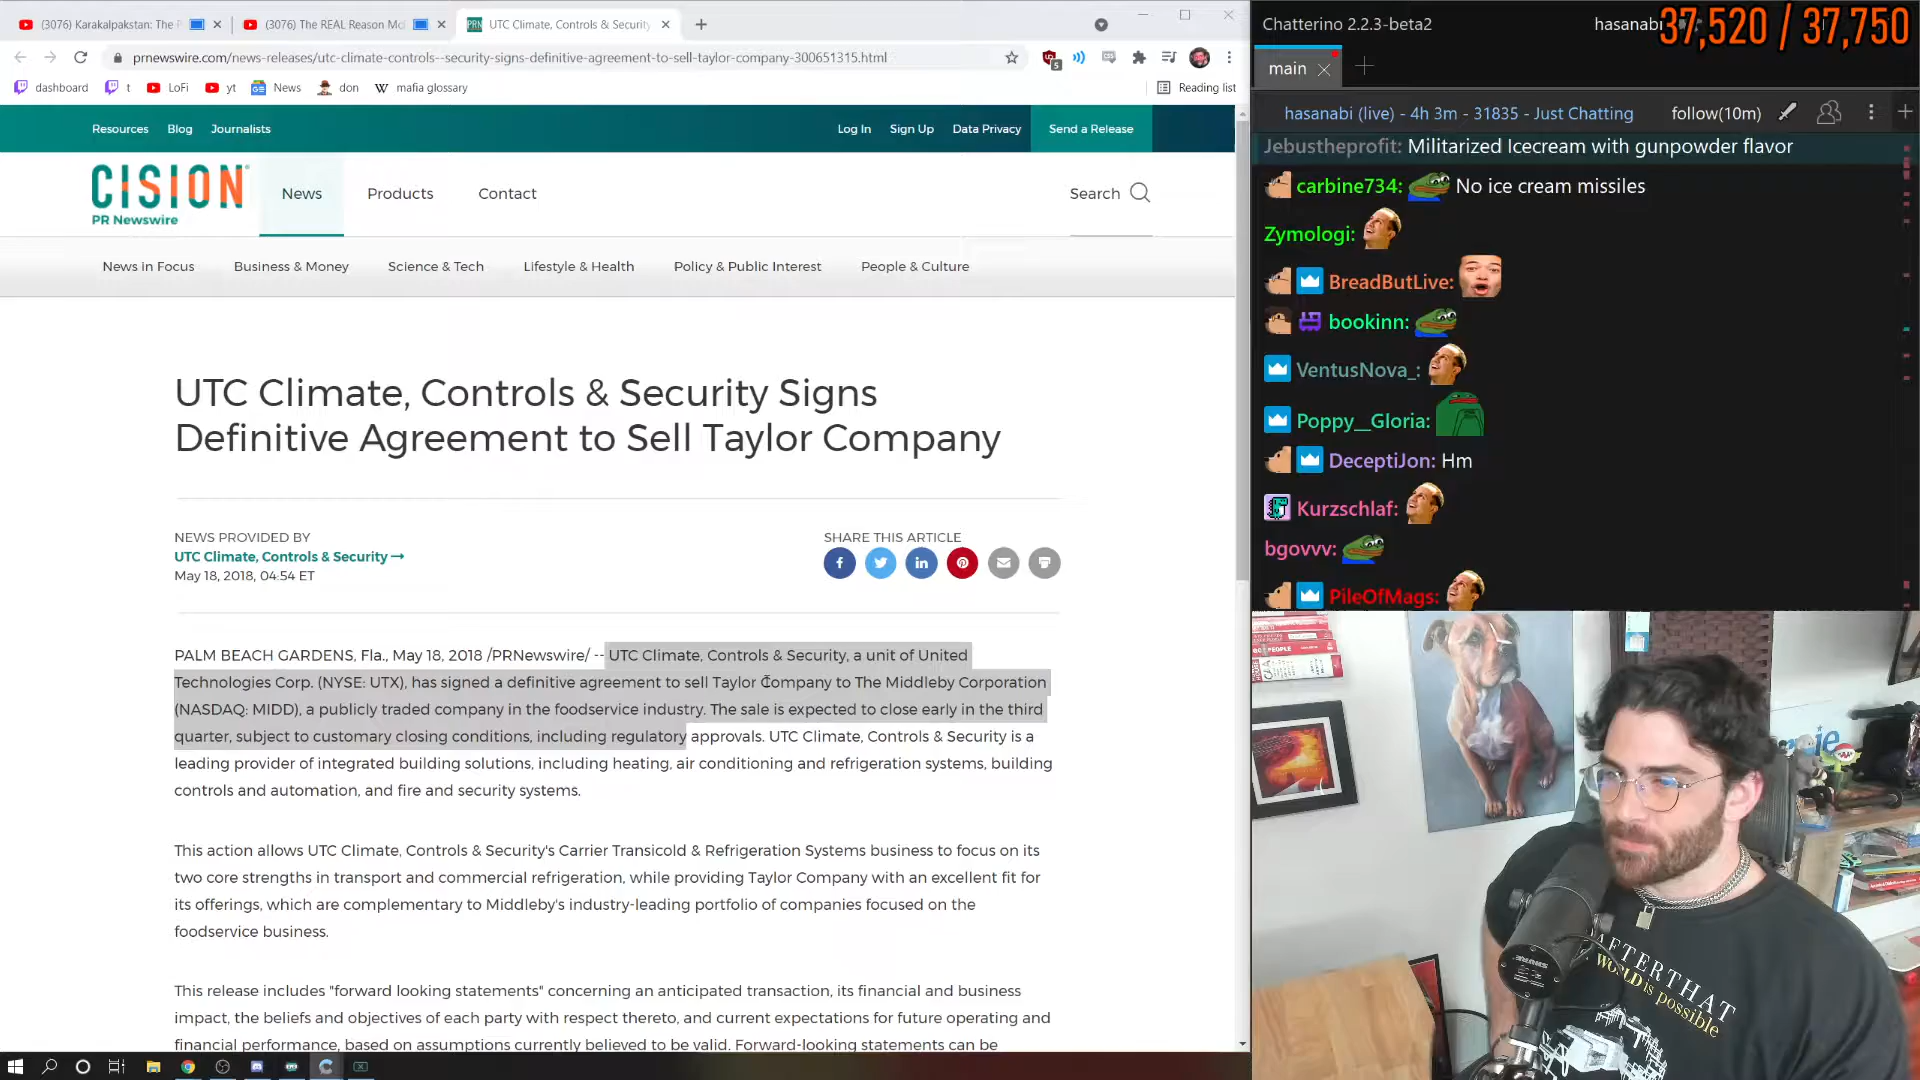 (3076) Karakalpakstan: The P
(3076) The REAL Reason Mc
UTC Climate, Controls & Security
prnewswire.com/news-releases/utc-climate-controls--security-signs-definitive-agreement-to-sell-taylor-company-300651315.html
5
dashboard
t
LoFi
yt
News
don
W mafia glossary
Reading list
Resources
Blog
Journalists
Log In
Sign Up
Data Privacy
Send a Release
CISION
PR Newswire
News
Products
Contact
Search
News in Focus
Business & Money
Science & Tech
Lifestyle & Health
Policy & Public Interest
People & Culture
UTC Climate, Controls & Security Signs
Definitive Agreement to Sell Taylor Company
NEWS PROVIDED BY
UTC Climate, Controls & Security →
May 18, 2018, 04:54 ET
SHARE THIS ARTICLE
PALM BEACH GARDENS, Fla., May 18, 2018 /PRNewswire/ -- UTC Climate, Controls & Security, a unit of United
Technologies Corp. (NYSE: UTX), has signed a definitive agreement to sell Taylor Company to The Middleby Corporation
(NASDAQ: MIDD), a publicly traded company in the foodservice industry. The sale is expected to close early in the third
quarter, subject to customary closing conditions, including regulatory approvals. UTC Climate, Controls & Security is a
leading provider of integrated building solutions, including heating, air conditioning and refrigeration systems, building
controls and automation, and fire and security systems.
This action allows UTC Climate, Controls & Security's Carrier Transicold & Refrigeration Systems business to focus on its
two core strengths in transport and commercial refrigeration, while providing Taylor Company with an excellent fit for
its offerings, which are complementary to Middleby's industry-leading portfolio of companies focused on the
foodservice business.
This release includes "forward looking statements" concerning an anticipated transaction, its financial and business
impact, the beliefs and objectives of each party with respect thereto, and current expectations for future operating and
financial performance, based on assumptions currently believed to be valid. Forward-looking statements can be
Chatterino 2.2.3-beta2
hasanabi
37,520 / 37,750
main
hasanabi (live) - 4h 3m - 31835 - Just Chatting
follow(10m)
Jebustheprofit: Militarized Icecream with gunpowder flavor
carbine734: No ice cream missiles
Zymologi:
BreadButLive:
bookinn:
VentusNova_:
Poppy__Gloria:
DeceptiJon: Hm
Kurzschlaf:
bgovvv:
PileOfMags:
AFTER THAT
WORLD is possible